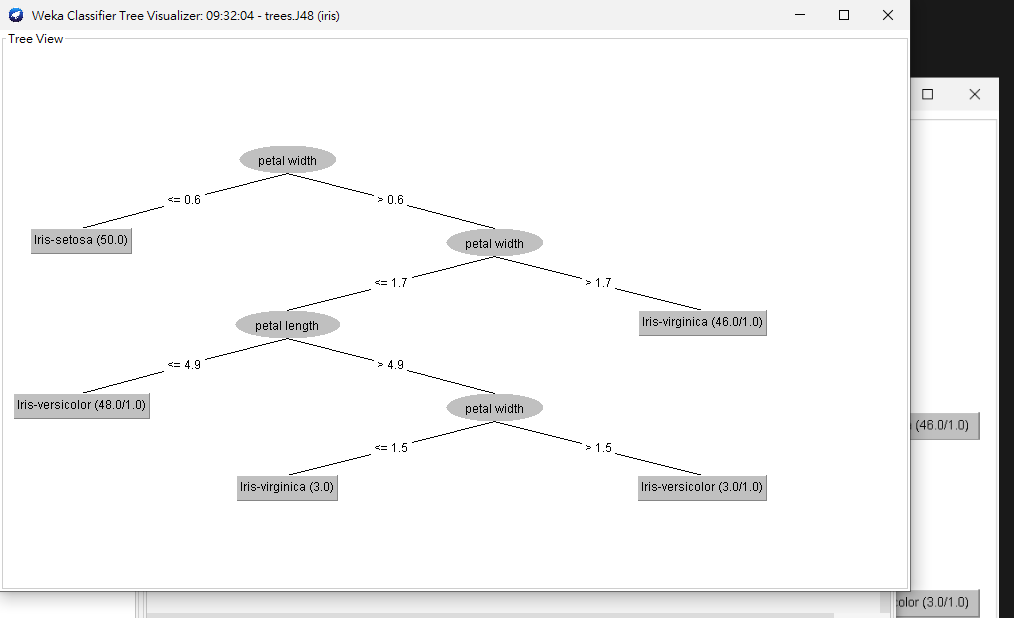 Weka Classifier Tree Visualizer: 09:32:04 - trees.J48 (iris)
Tree View
petal width
<= 0.6
> 0.6
Iris-setosa (50.0)
petal width
<= 1.7
> 1.7
petal length
Iris-virginica (46.0/1.0)
<= 4.9
> 4.9
Iris-versicolor (48.0/1.0)
petal width
(46.0/1.0)
<= 1.5
> 1.5
Iris-virginica (3.0)
Iris-versicolor (3.0/1.0)
color (3.0/1.0)